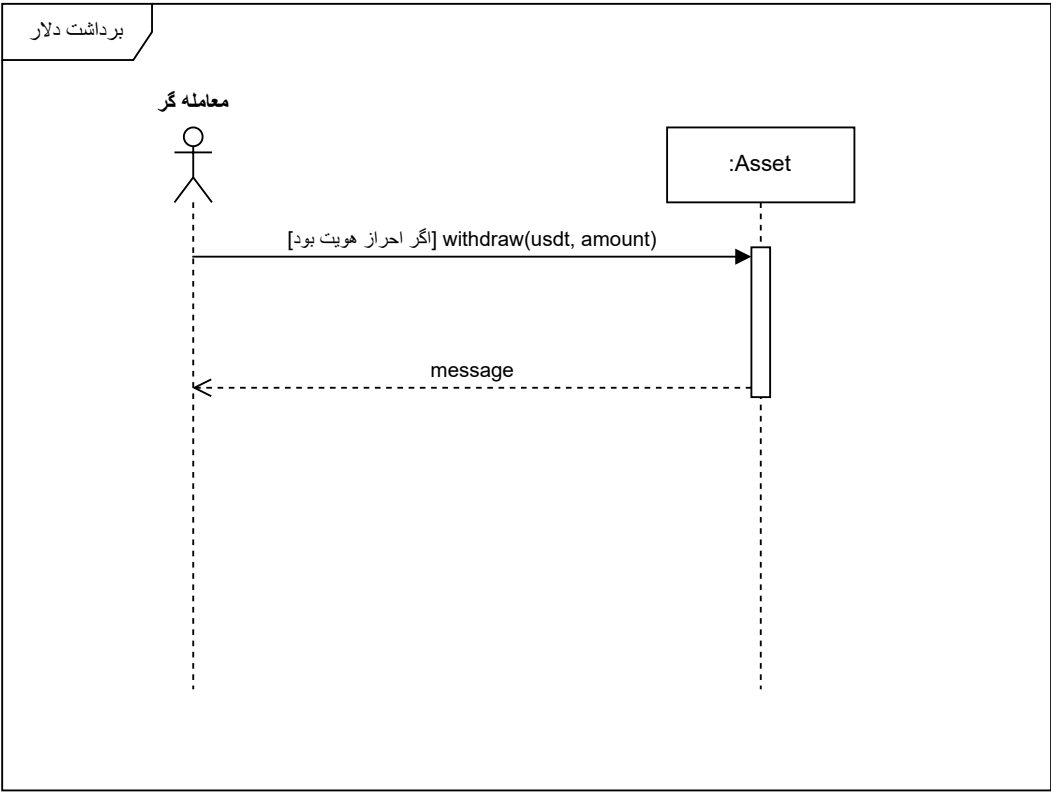 برداشت دلار
معامله گر
:Asset
[اگر احراز هویت بود] withdraw(usdt, amount)
message